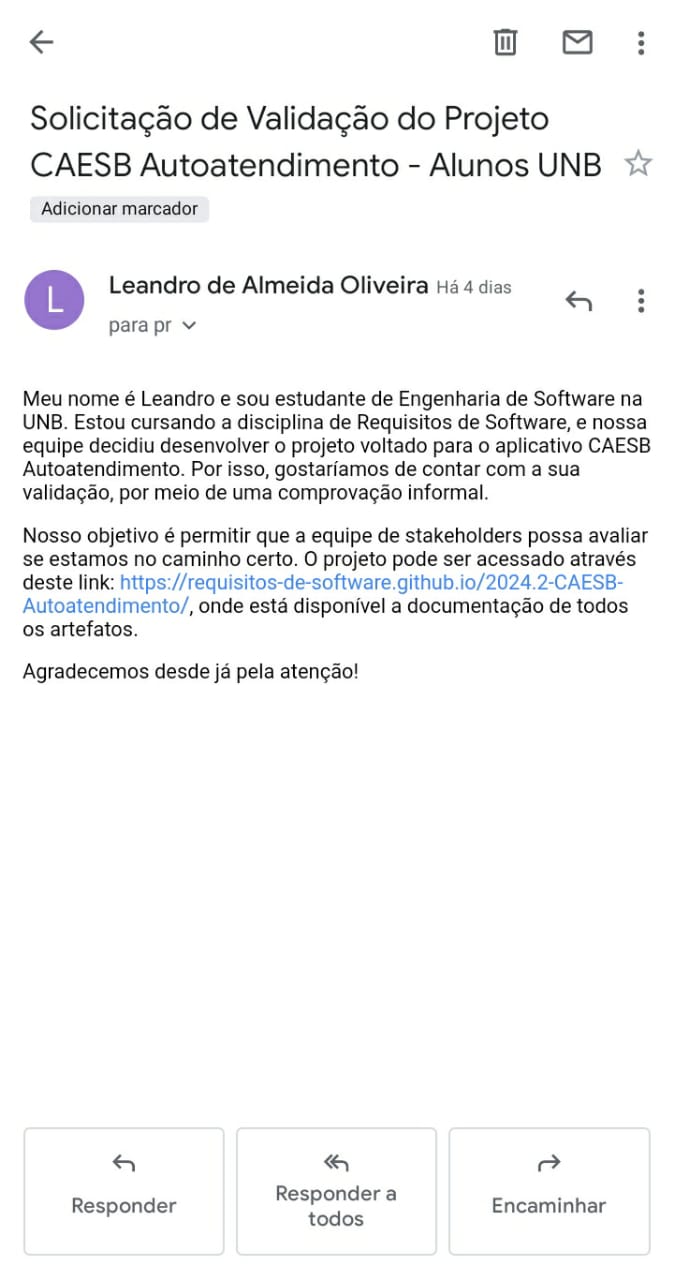 Solicitação de Validação do Projeto
CAESB Autoatendimento - Alunos UNB
Adicionar marcador
L
Leandro de Almeida Oliveira Há 4 dias
para pr
Meu nome é Leandro e sou estudante de Engenharia de Software na
UNB. Estou cursando a disciplina de Requisitos de Software, e nossa
equipe decidiu desenvolver o projeto voltado para o aplicativo CAESB
Autoatendimento. Por isso, gostaríamos de contar com a sua
validação, por meio de uma comprovação informal.
Nosso objetivo é permitir que a equipe de stakeholders possa avaliar
se estamos no caminho certo. O projeto pode ser acessado através
deste link: https://requisitos-de-software.github.io/2024.2-CAESB-
Autoatendimento/, onde está disponível a documentação de todos
os artefatos.
Agradecemos desde já pela atenção!
Responder
Responder a
todos
Encaminhar